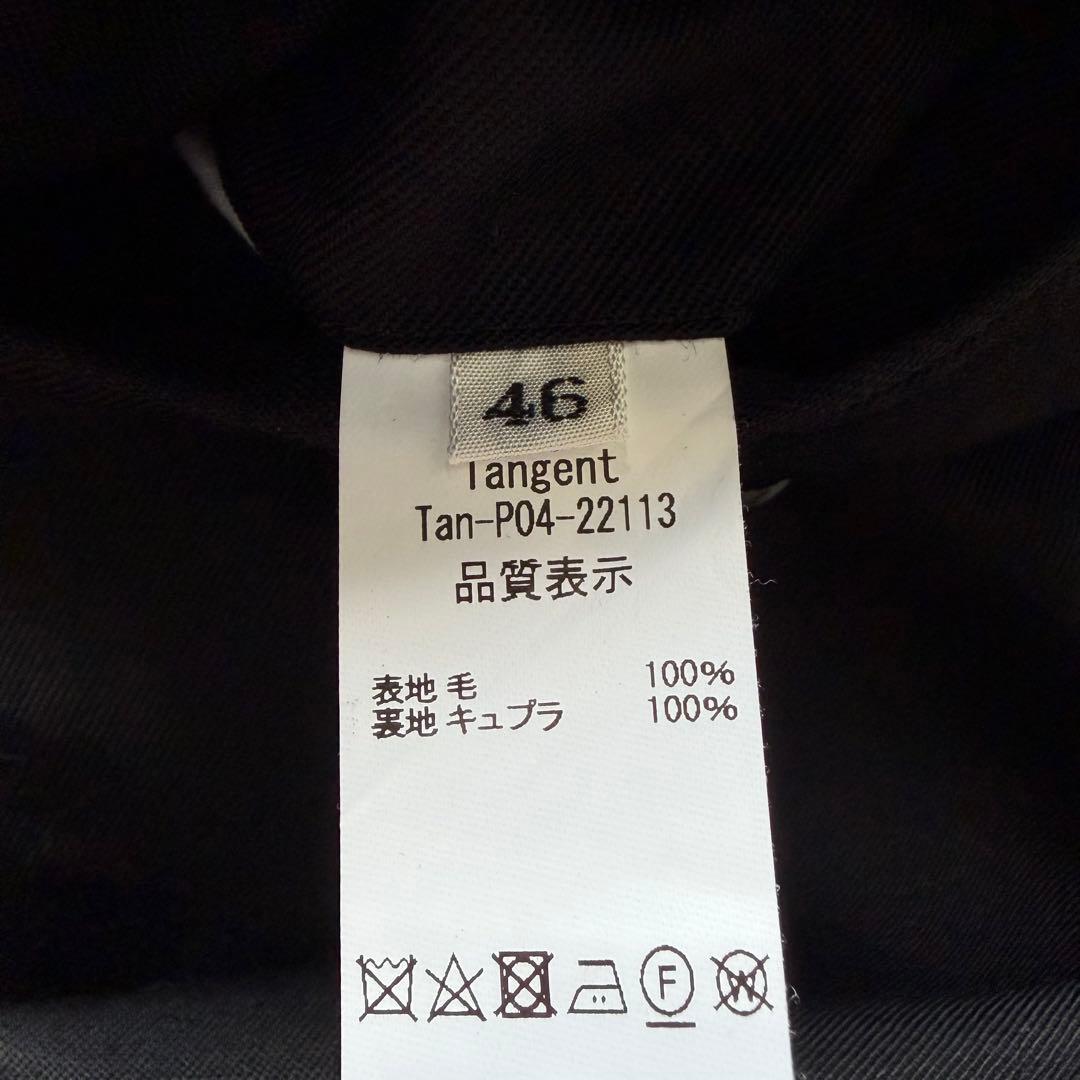 46
Tangent
Tan-P04-22113
品質表示
表地 毛 100%
裏地 キュプラ 100%
F
W